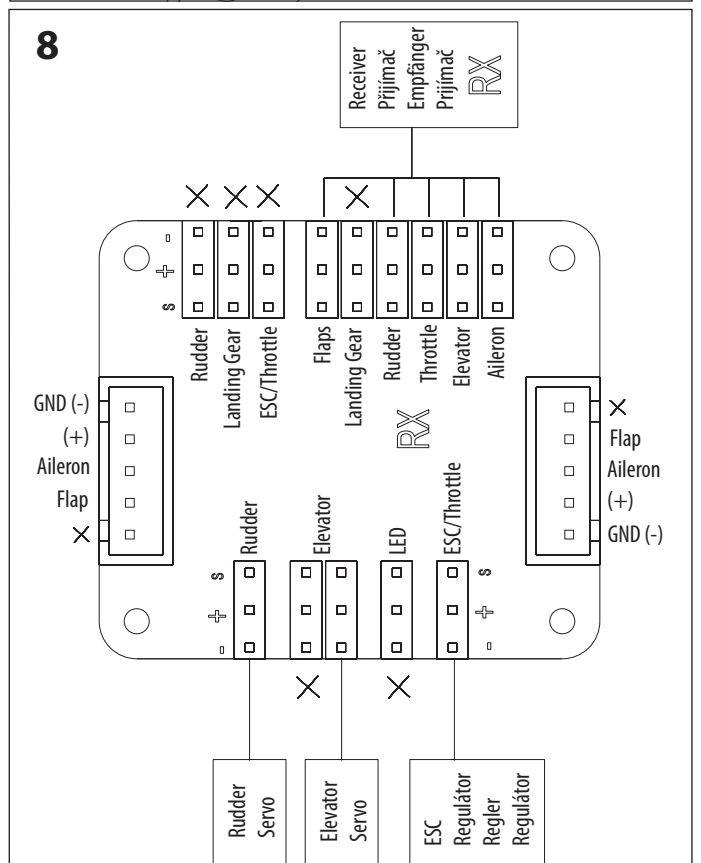 8
Receiver
Přijímač
Empfänger
Prijímač
RX
-
+
s
Rudder
Landing Gear
ESC/Throttle
Flaps
Landing Gear
Rudder
Throttle
Elevator
Aileron
RX
GND (-)
(+)
Aileron
Flap
Flap
Aileron
(+)
GND (-)
Rudder
Elevator
LED
ESC/Throttle
s
+
-
s
+
-
Rudder
Servo
Elevator
Servo
ESC
Regulátor
Regler
Regulátor